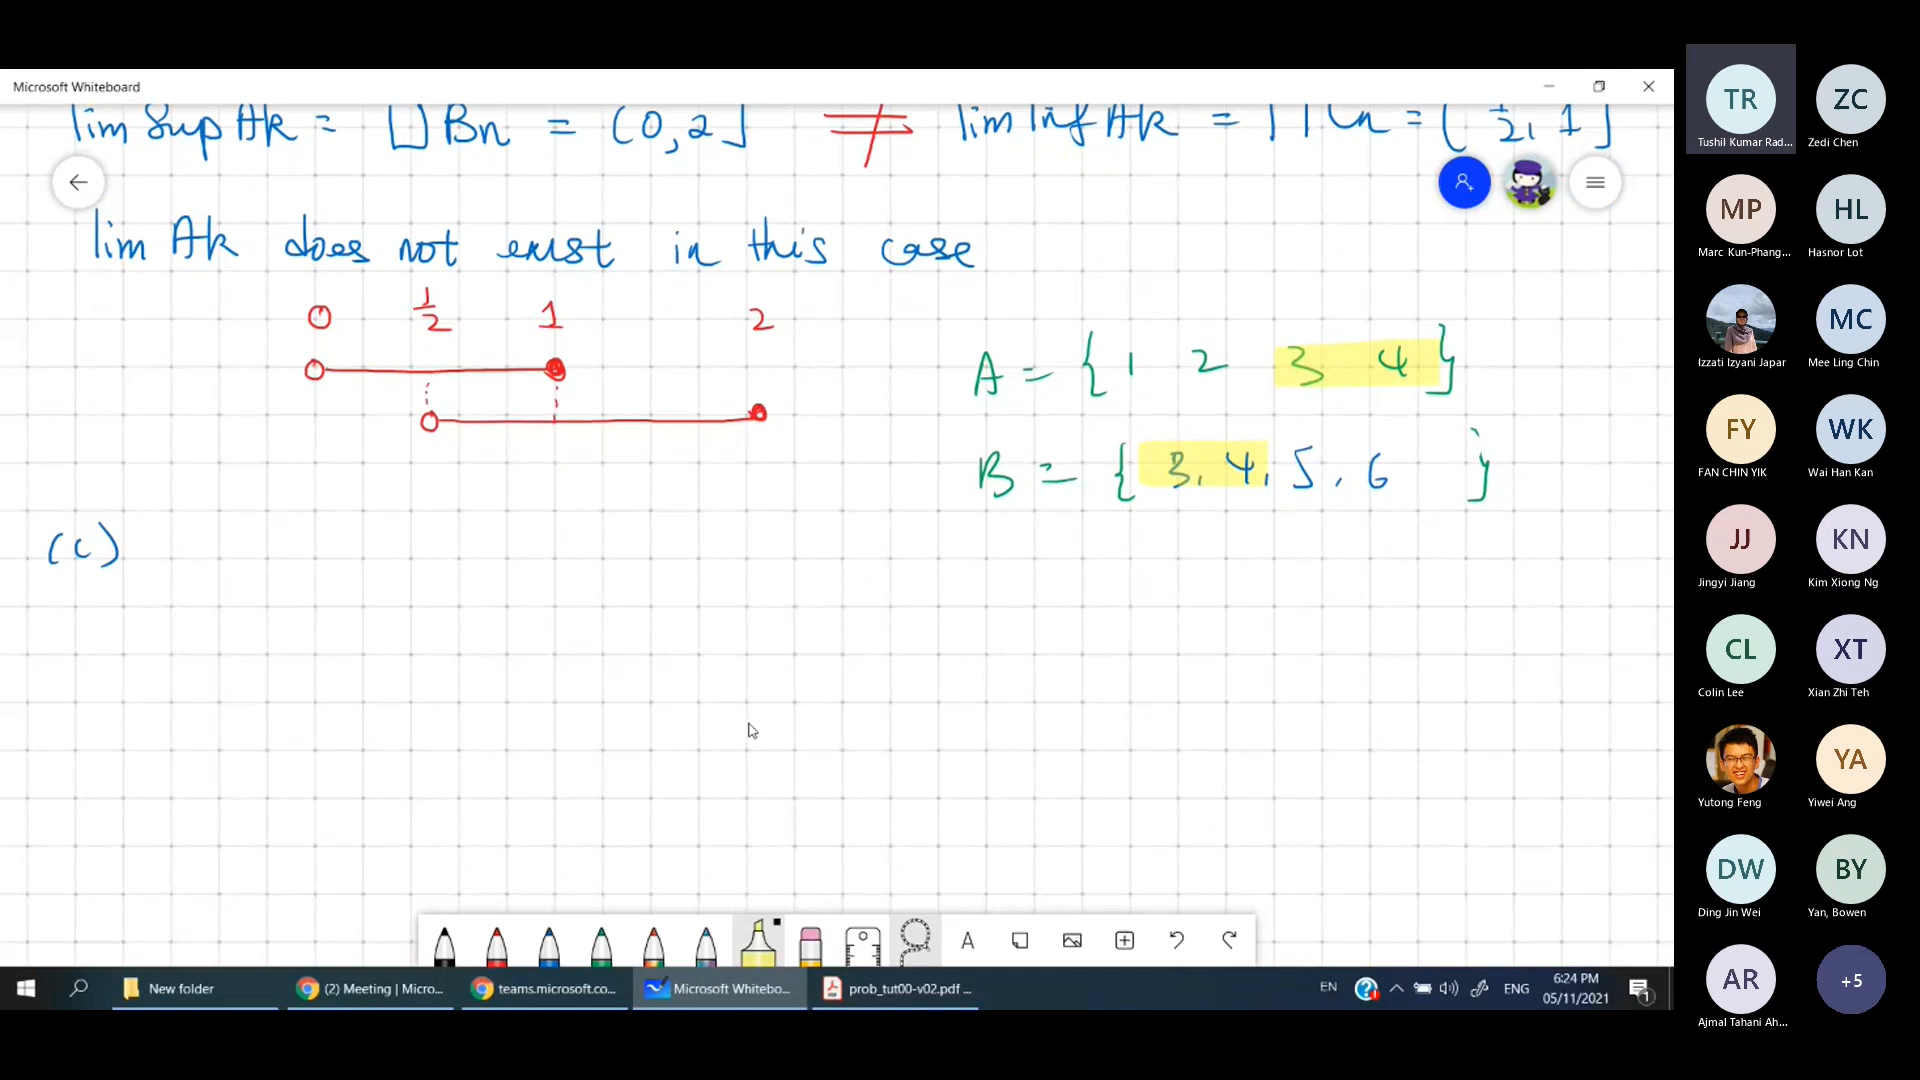 Microsoft Whiteboard
lim Sup Ak = ⋃ Bn = (0,2] ≠ lim Inf Ak = ⋂ Cn = ( 1/2, 1 ]
lim Ak does not exist in this case
0 1/2 1 2
A = { 1 2 3 4 }
B = { 3, 4, 5, 6 }
(c)
A
New folder
(2) Meeting | Micro...
teams.microsoft.co...
Microsoft Whitebo...
prob_tut00-v02.pdf ...
EN
ENG
6:24 PM
05/11/2021
1
TR
Tushil Kumar Rad...
ZC
Zedi Chen
MP
Marc Kun-Phang...
HL
Hasnor Lot
Izzati Izyani Japar
MC
Mee Ling Chin
FY
FAN CHIN YIK
WK
Wai Han Kan
JJ
Jingyi Jiang
KN
Kim Xiong Ng
CL
Colin Lee
XT
Xian Zhi Teh
Yutong Feng
YA
Yiwei Ang
DW
Ding Jin Wei
BY
Yan, Bowen
AR
Ajmal Tahani Ah...
+5